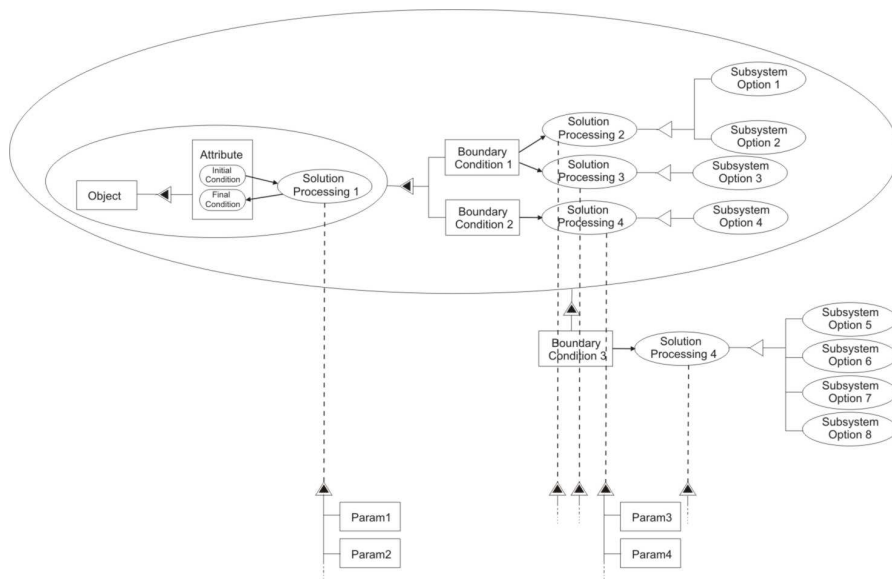 Subsystem
Option 1
Solution
Processing 2
Subsystem
Option 2
Attribute
Boundary
Condition 1
Initial
Condition
Solution
Processing 1
Solution
Processing 3
Subsystem
Option 3
Object
Final
Condition
Boundary
Condition 2
Solution
Processing 4
Subsystem
Option 4
Boundary
Condition 3
Solution
Processing 4
Subsystem
Option 5
Subsystem
Option 6
Subsystem
Option 7
Subsystem
Option 8
Param1
Param2
Param3
Param4